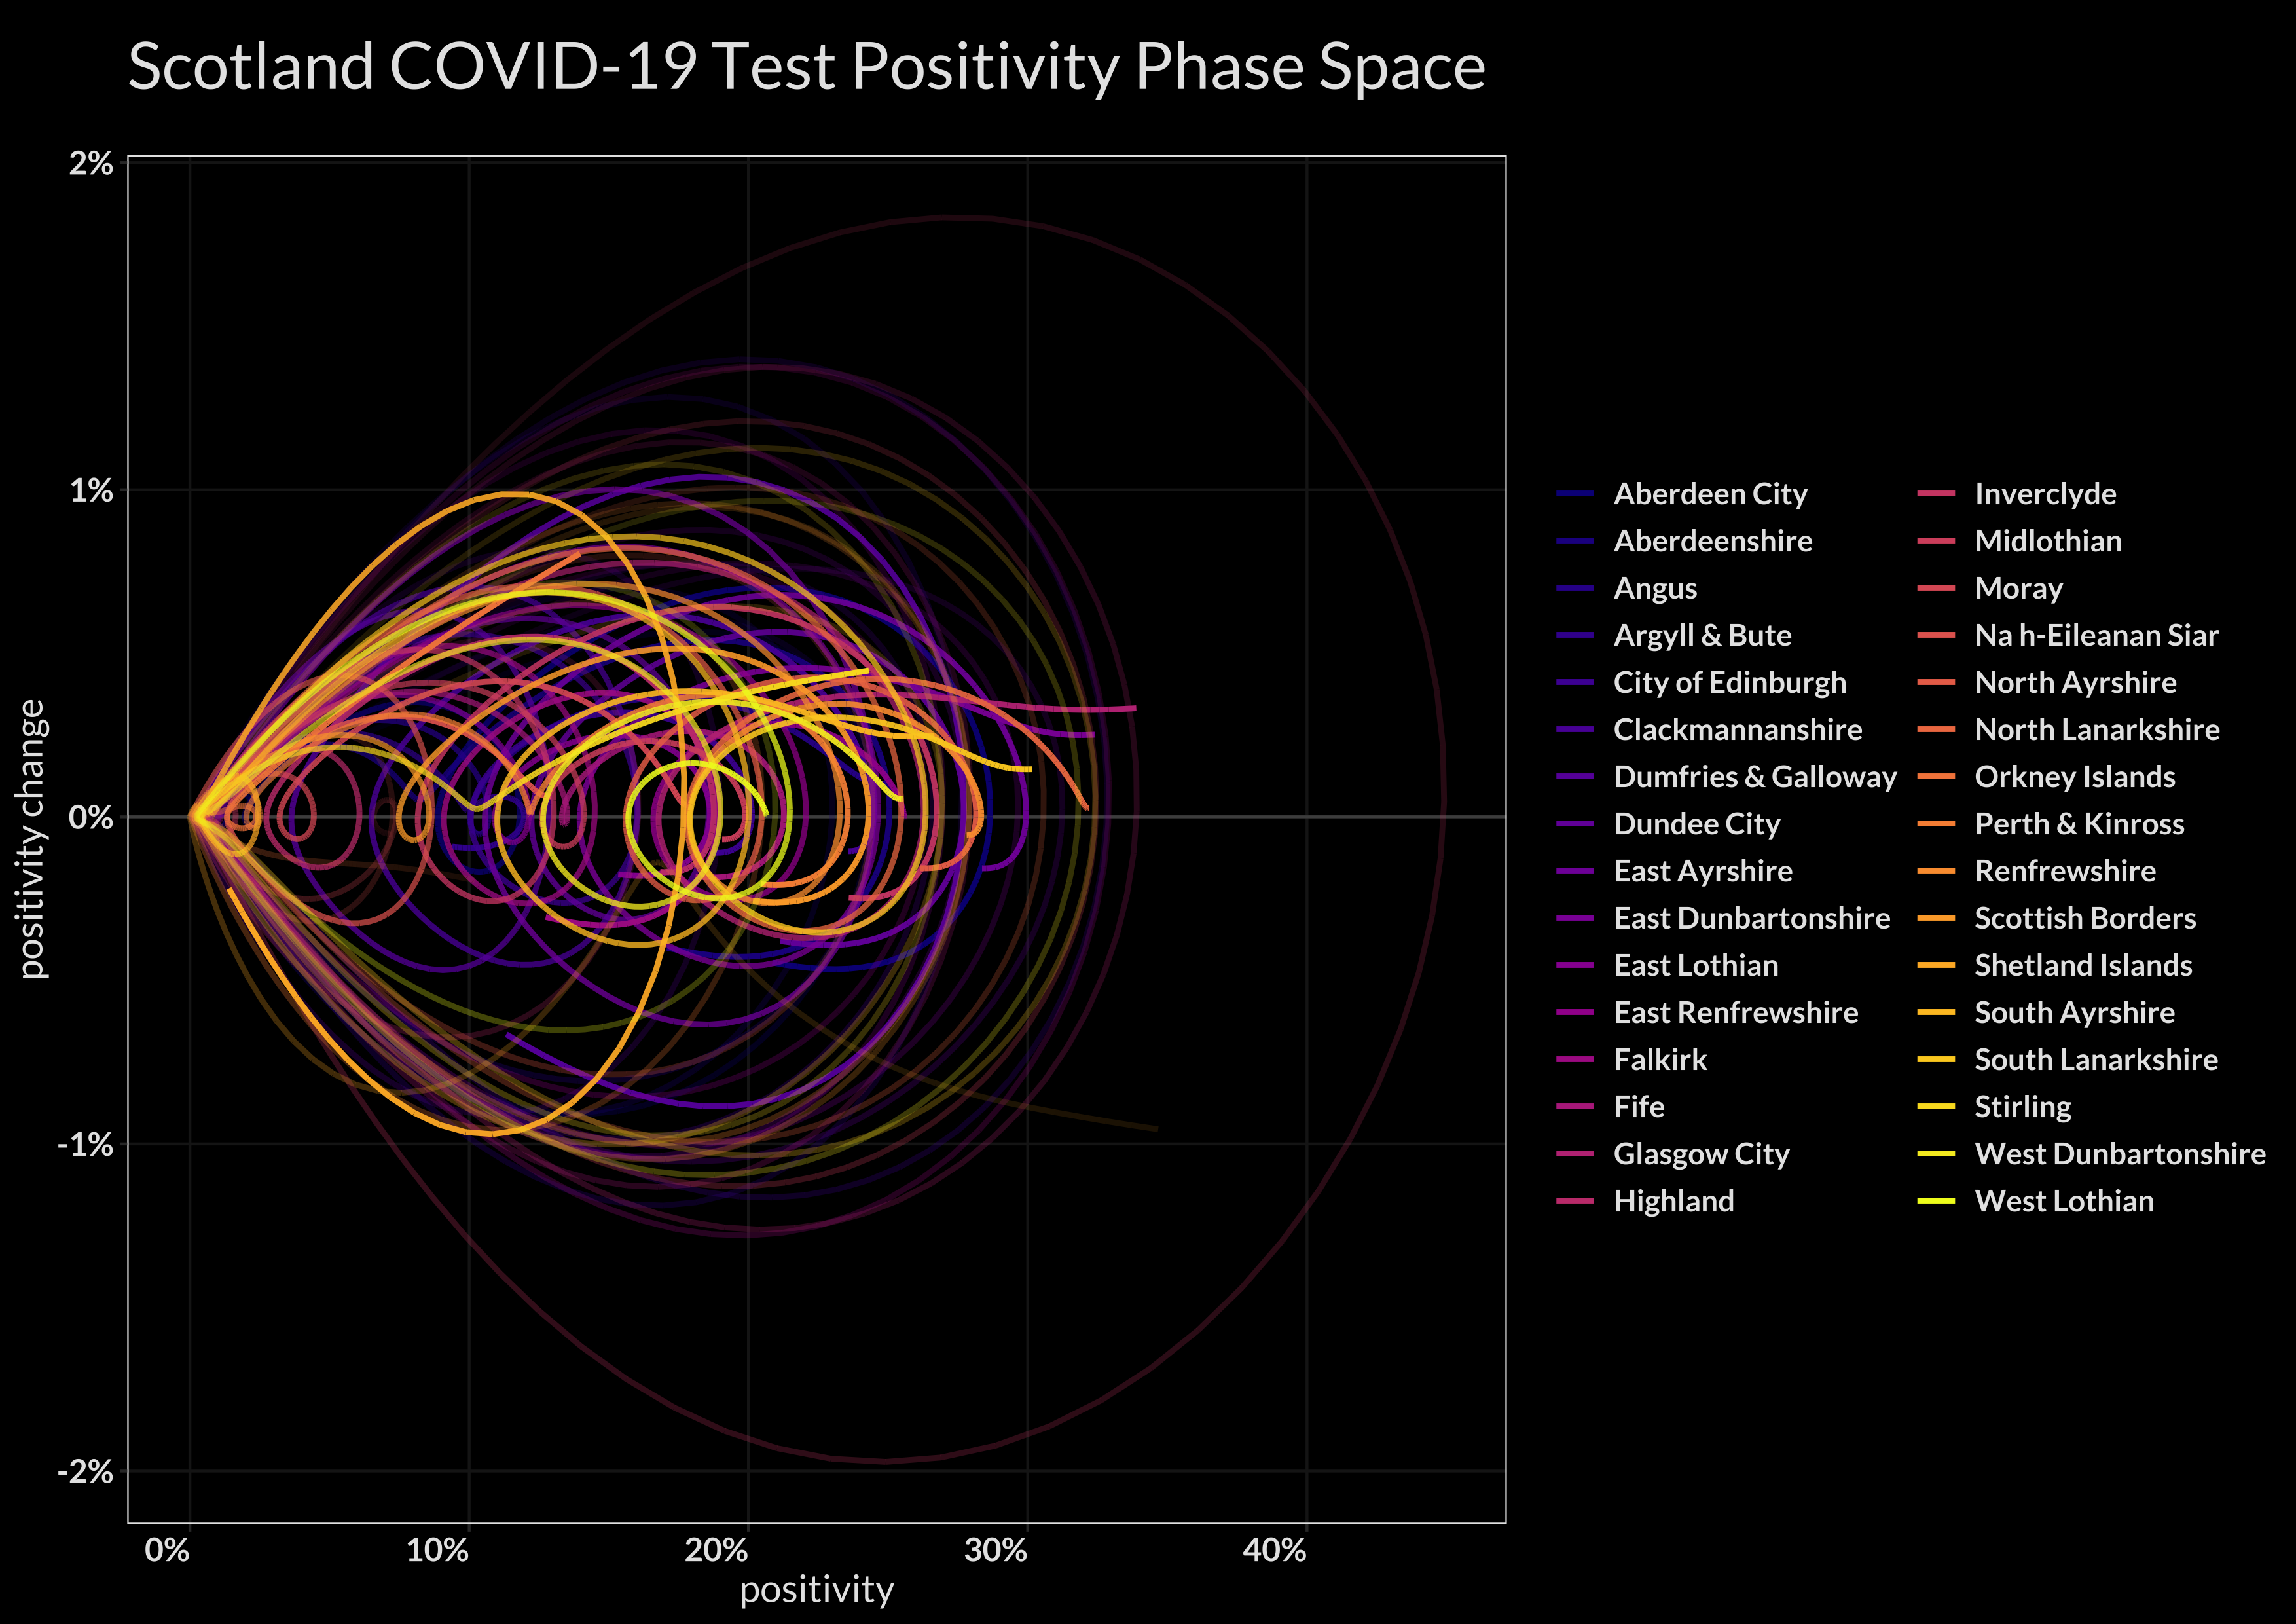 Scotland COVID-19 Test Positivity Phase Space
2%
1%
0%
-1%
-2%
positivity change
0%
10%
20%
30%
40%
positivity
Aberdeen City
Aberdeenshire
Angus
Argyll & Bute
City of Edinburgh
Clackmannanshire
Dumfries & Galloway
Dundee City
East Ayrshire
East Dunbartonshire
East Lothian
East Renfrewshire
Falkirk
Fife
Glasgow City
Highland
Inverclyde
Midlothian
Moray
Na h-Eileanan Siar
North Ayrshire
North Lanarkshire
Orkney Islands
Perth & Kinross
Renfrewshire
Scottish Borders
Shetland Islands
South Ayrshire
South Lanarkshire
Stirling
West Dunbartonshire
West Lothian